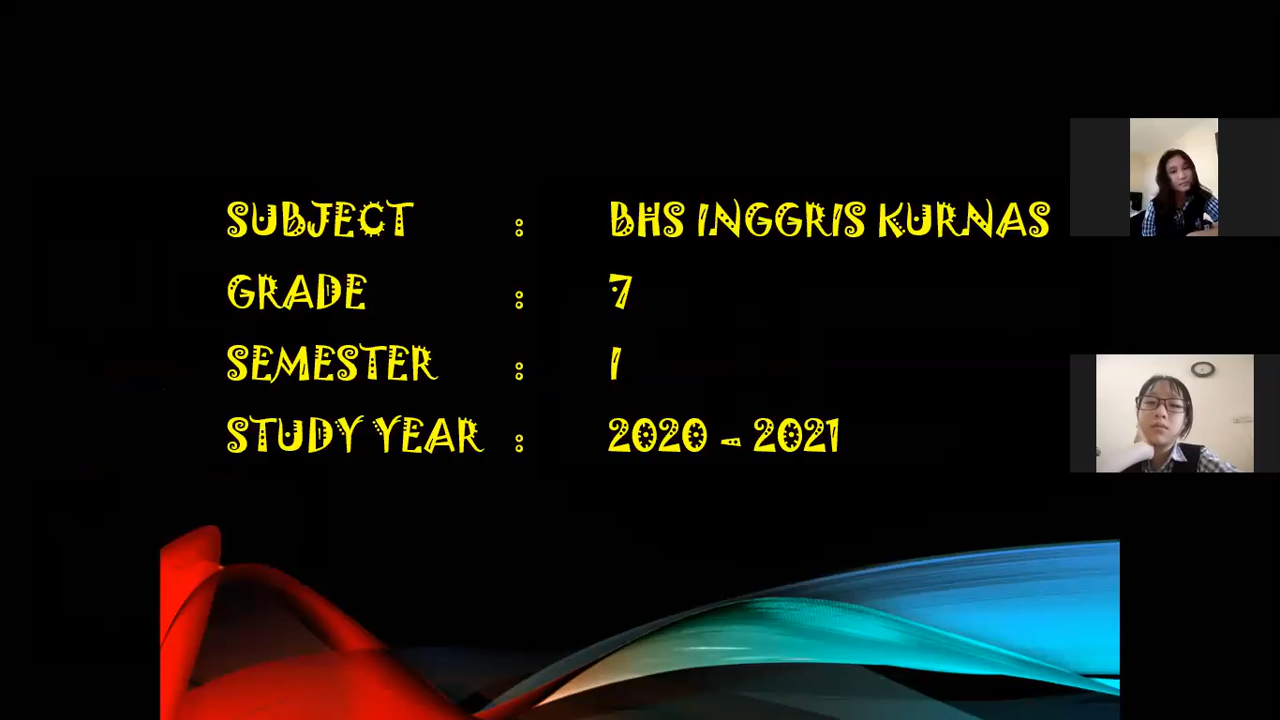 SUBJECT : BHS INGGRIS KURNAS
GRADE : 7
SEMESTER : 1
STUDY YEAR : 2020 - 2021